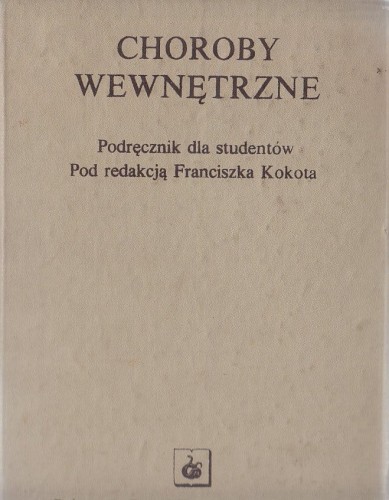 CHOROBY
WEWNĘTRZNE
Podręcznik dla studentów
Pod redakcją Franciszka Kokota